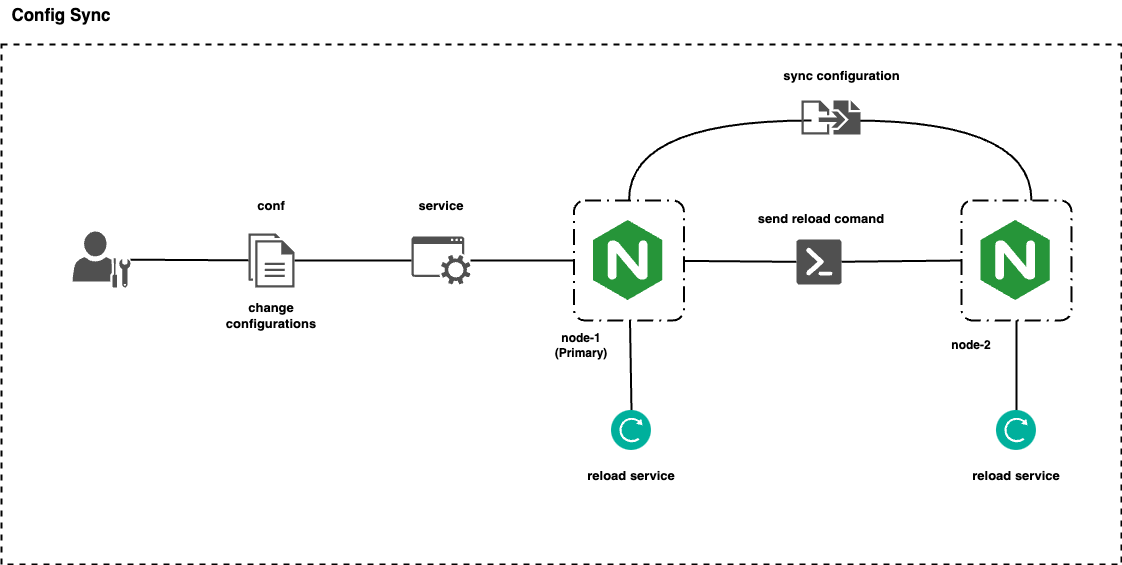 Config Sync
sync configuration
conf
service
send reload comand
change
configurations
node-1
(Primary)
node-2
reload service
reload service